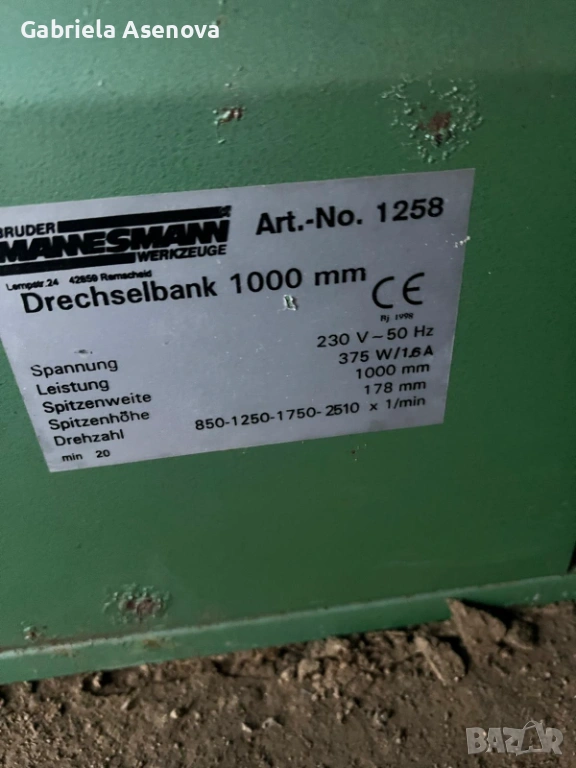 Gabriela Asenova
BRUDER
MANNESMANN
WERKZEUGE
Art.-No. 1258
Lempstr.24 42859 Remscheid
Drechselbank 1000 mm
CE
Bj 1998
Spannung 230 V ~ 50 Hz
Leistung 375 W/1.6 A
Spitzenweite 1000 mm
Spitzenhöhe 178 mm
Drehzahl 850-1250-1750-2510 x 1/min
min 20
BAZAR